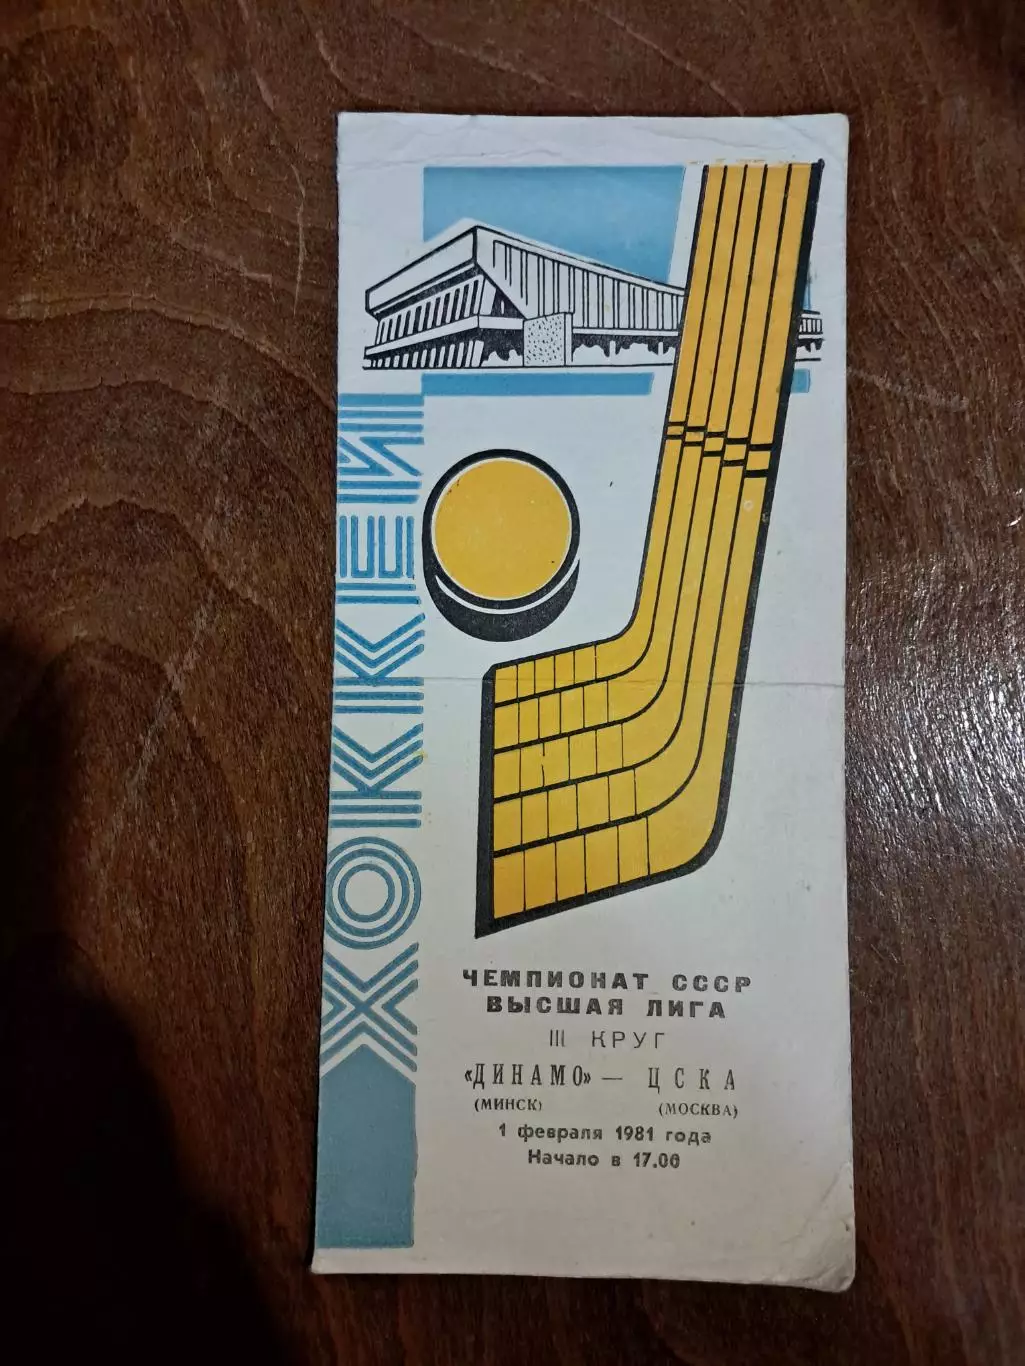 ХОККЕЙ
ЧЕМПИОНАТ СССР
ВЫСШАЯ ЛИГА
III КРУГ
«ДИНАМО» — ЦСКА
(МИНСК) (МОСКВА)
1 февраля 1981 года
Начало в 17.00